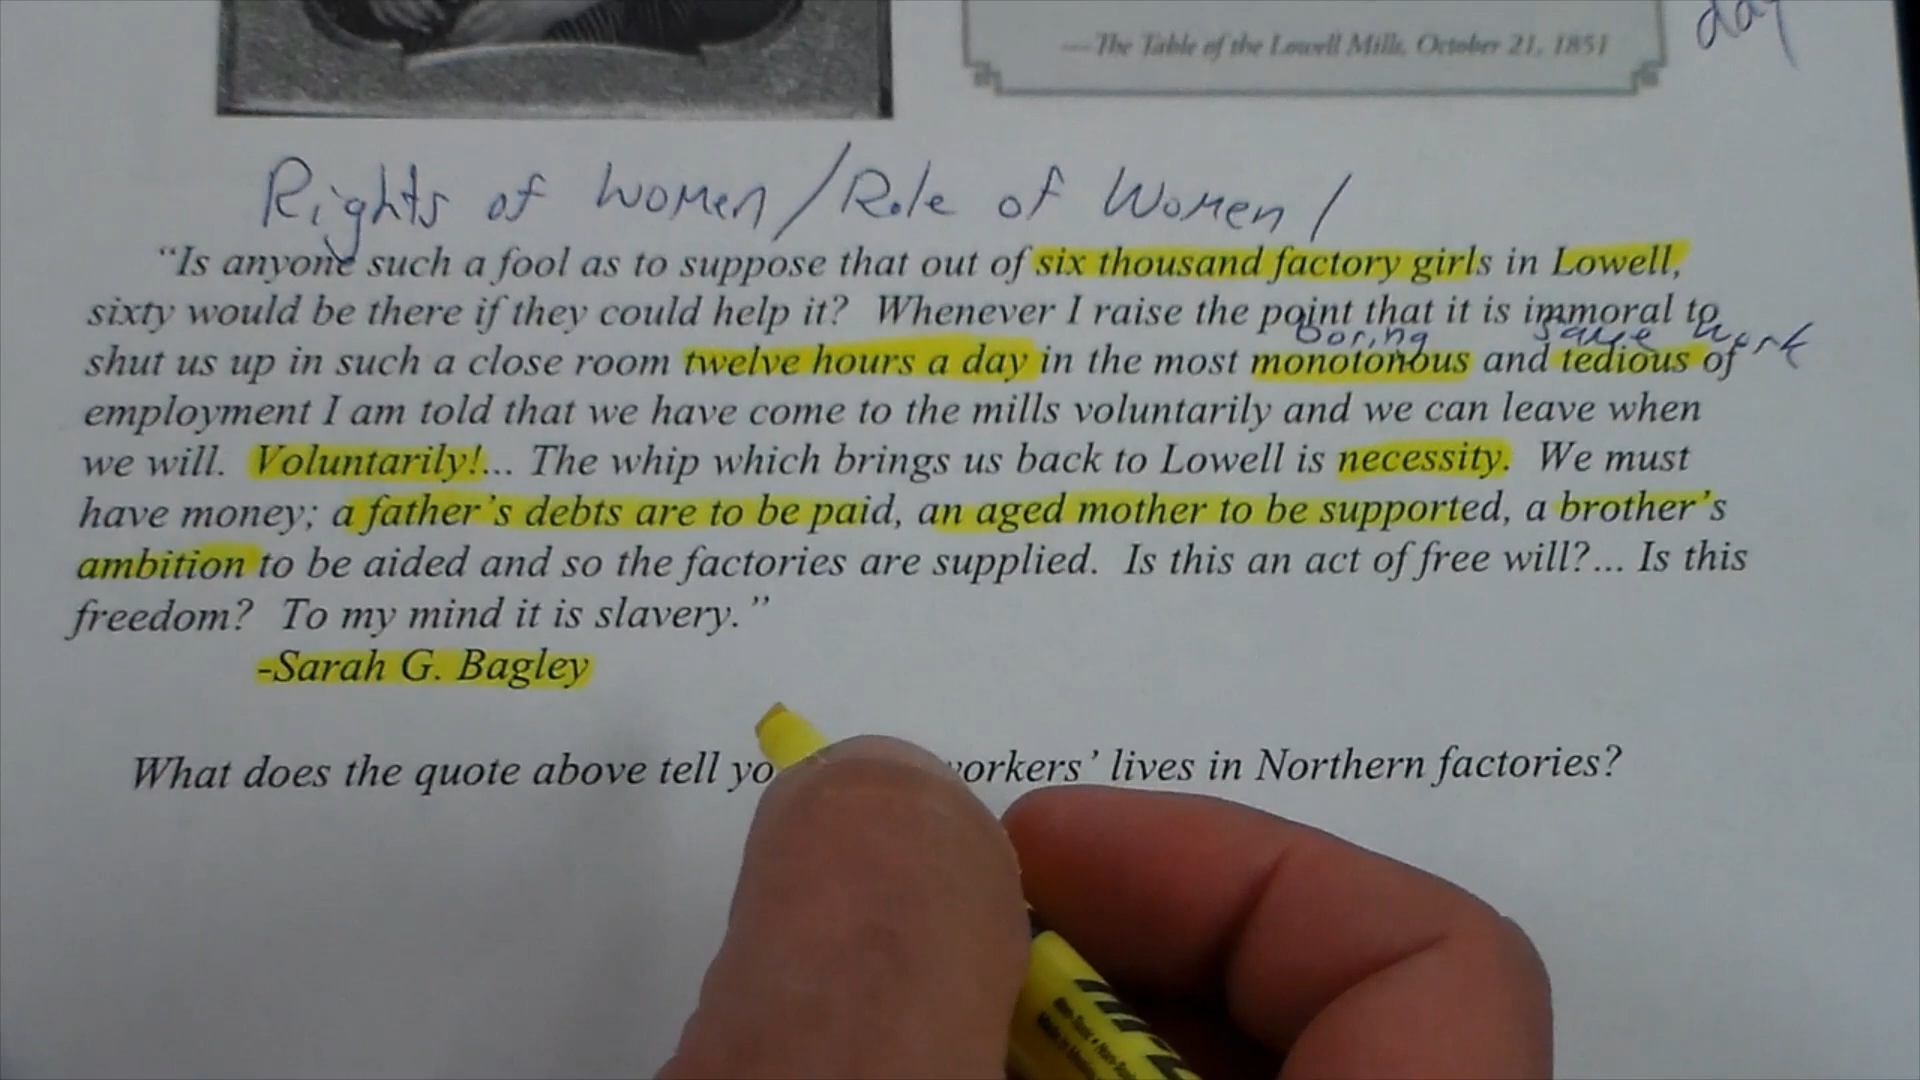 day
—The Table of the Lowell Mills, October 21, 1851
Rights of Women / Role of Women /
“Is anyone such a fool as to suppose that out of six thousand factory girls in Lowell,
sixty would be there if they could help it? Whenever I raise the point that it is immoral to
boring same work
shut us up in such a close room twelve hours a day in the most monotonous and tedious of
employment I am told that we have come to the mills voluntarily and we can leave when
we will. Voluntarily!... The whip which brings us back to Lowell is necessity. We must
have money; a father’s debts are to be paid, an aged mother to be supported, a brother’s
ambition to be aided and so the factories are supplied. Is this an act of free will?... Is this
freedom? To my mind it is slavery.”
-Sarah G. Bagley
What does the quote above tell yo workers’ lives in Northern factories?